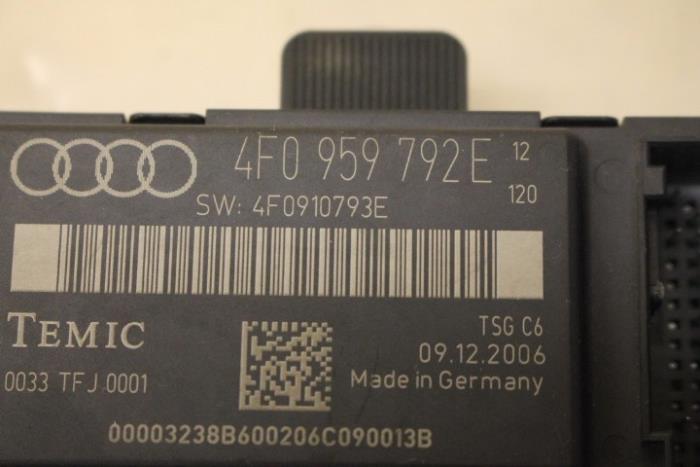 4F0 959 792E 12
120
SW: 4F0910793E
TEMIC
TSG C6
09.12.2006
0033 TFJ 0001
Made in Germany
00003238B600206C090013B